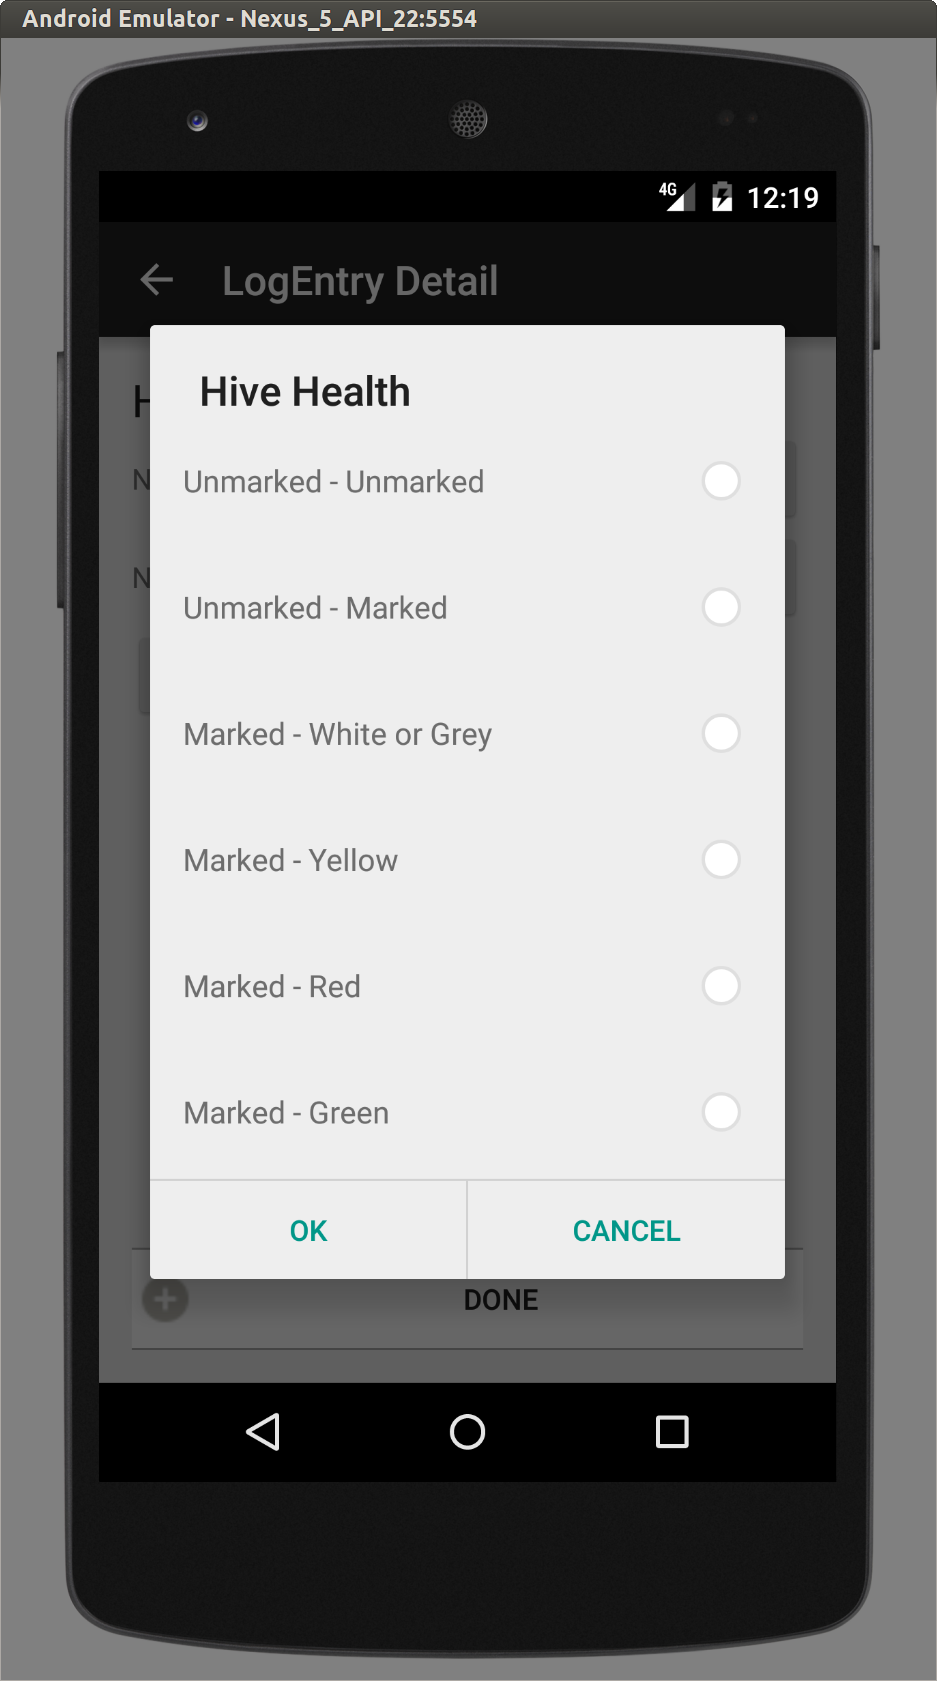 Android Emulator - Nexus_5_API_22:5554
4G 12:19
LogEntry Detail
Hive Health
Unmarked - Unmarked
Unmarked - Marked
Marked - White or Grey
Marked - Yellow
Marked - Red
Marked - Green
OK CANCEL
DONE